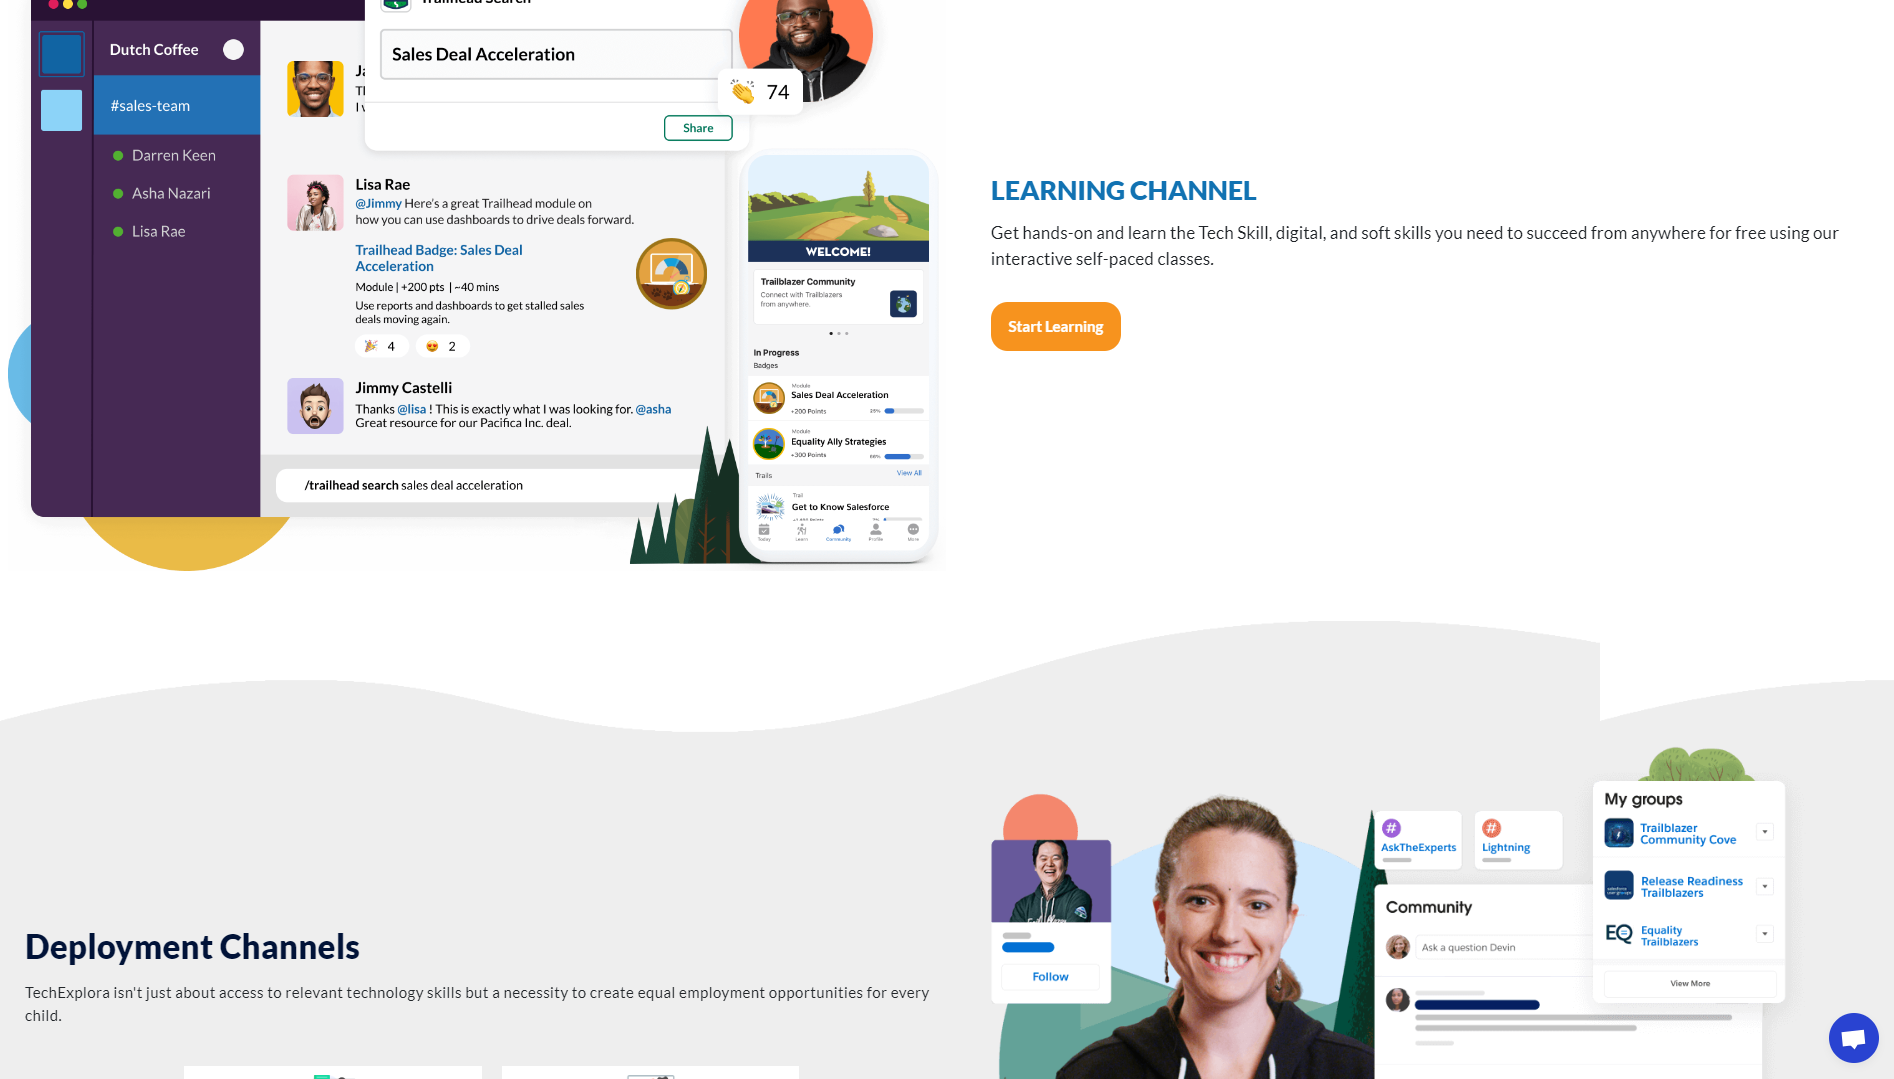 Trailhead Search
Dutch Coffee
Sales Deal Acceleration
74
#sales-team
Share
Darren Keen
Asha Nazari
Lisa Rae
Lisa Rae
@Jimmy Here's a great Trailhead module on
how you can use dashboards to drive deals forward.
Trailhead Badge: Sales Deal
Acceleration
Module | +200 pts | ~40 mins
Use reports and dashboards to get stalled sales
deals moving again.
4
2
Jimmy Castelli
Thanks @lisa ! This is exactly what I was looking for. @asha
Great resource for our Pacifica Inc. deal.
/trailhead search sales deal acceleration
WELCOME!
Trailblazer Community
Connect with Trailblazers
from anywhere.
In Progress
Badges
Module
Sales Deal Acceleration
+200 Points
25%
Module
Equality Ally Strategies
+300 Points
66%
Trails
View All
Trail
Get to Know Salesforce
Today
Learn
Community
Profile
More
LEARNING CHANNEL
Get hands-on and learn the Tech Skill, digital, and soft skills you need to succeed from anywhere for free using our
interactive self-paced classes.
Start Learning
Deployment Channels
TechExplora isn't just about access to relevant technology skills but a necessity to create equal employment opportunities for every
child.
Follow
#
AskTheExperts
#
Lightning
Community
Ask a question Devin
My groups
Trailblazer
Community Cove
Release Readiness
Trailblazers
EQ
Equality
Trailblazers
View More